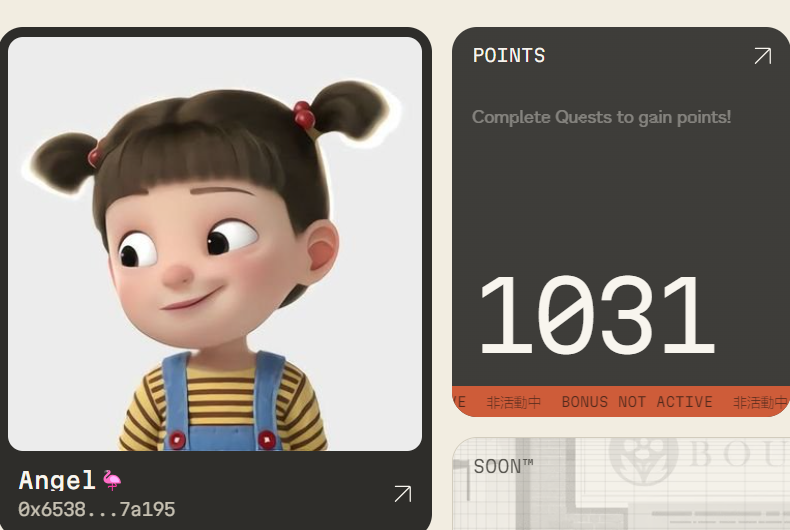 POINTS
Complete Quests to gain points!
1031
VE 非活動中 BONUS NOT ACTIVE 非活動中
SOON™
BOU
Angel🦩
0x6538...7a195